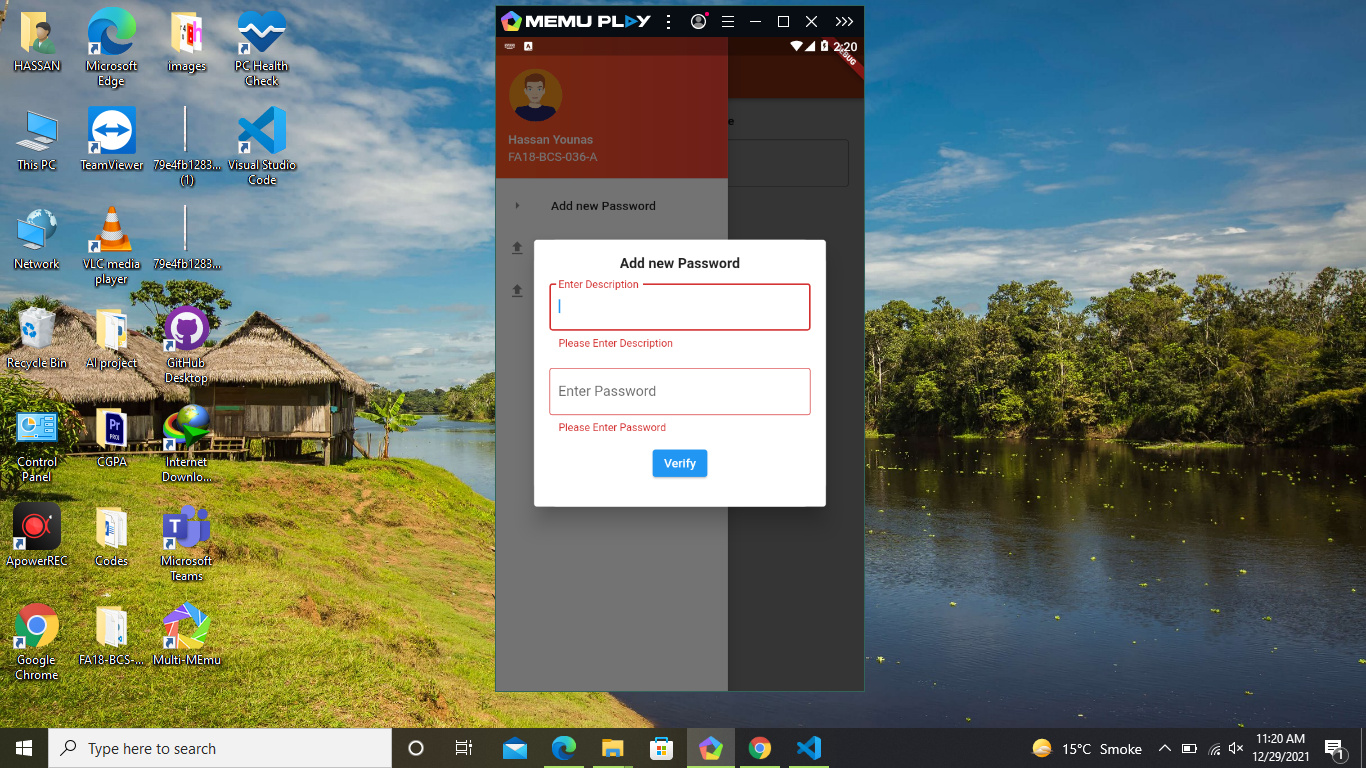 HASSAN
Microsoft
Edge
images
PC Health
Check
This PC
TeamViewer
79e4fb1283...
(1)
Visual Studio
Code
Network
VLC media
player
79e4fb1283...
Recycle Bin
AI project
GitHub
Desktop
Control
Panel
Pr
PROJ
CGPA
Internet
Downlo...
ApowerREC
Codes
Microsoft
Teams
Google
Chrome
FA18-BCS-...
Multi-MEmu
MEMU PLAY
A
2:20
DEBUG
Hassan Younas
FA18-BCS-036-A
e
Add new Password
Add new Password
Enter Description
Please Enter Description
Enter Password
Please Enter Password
Verify
Type here to search
15°C Smoke
11:20 AM
12/29/2021
1